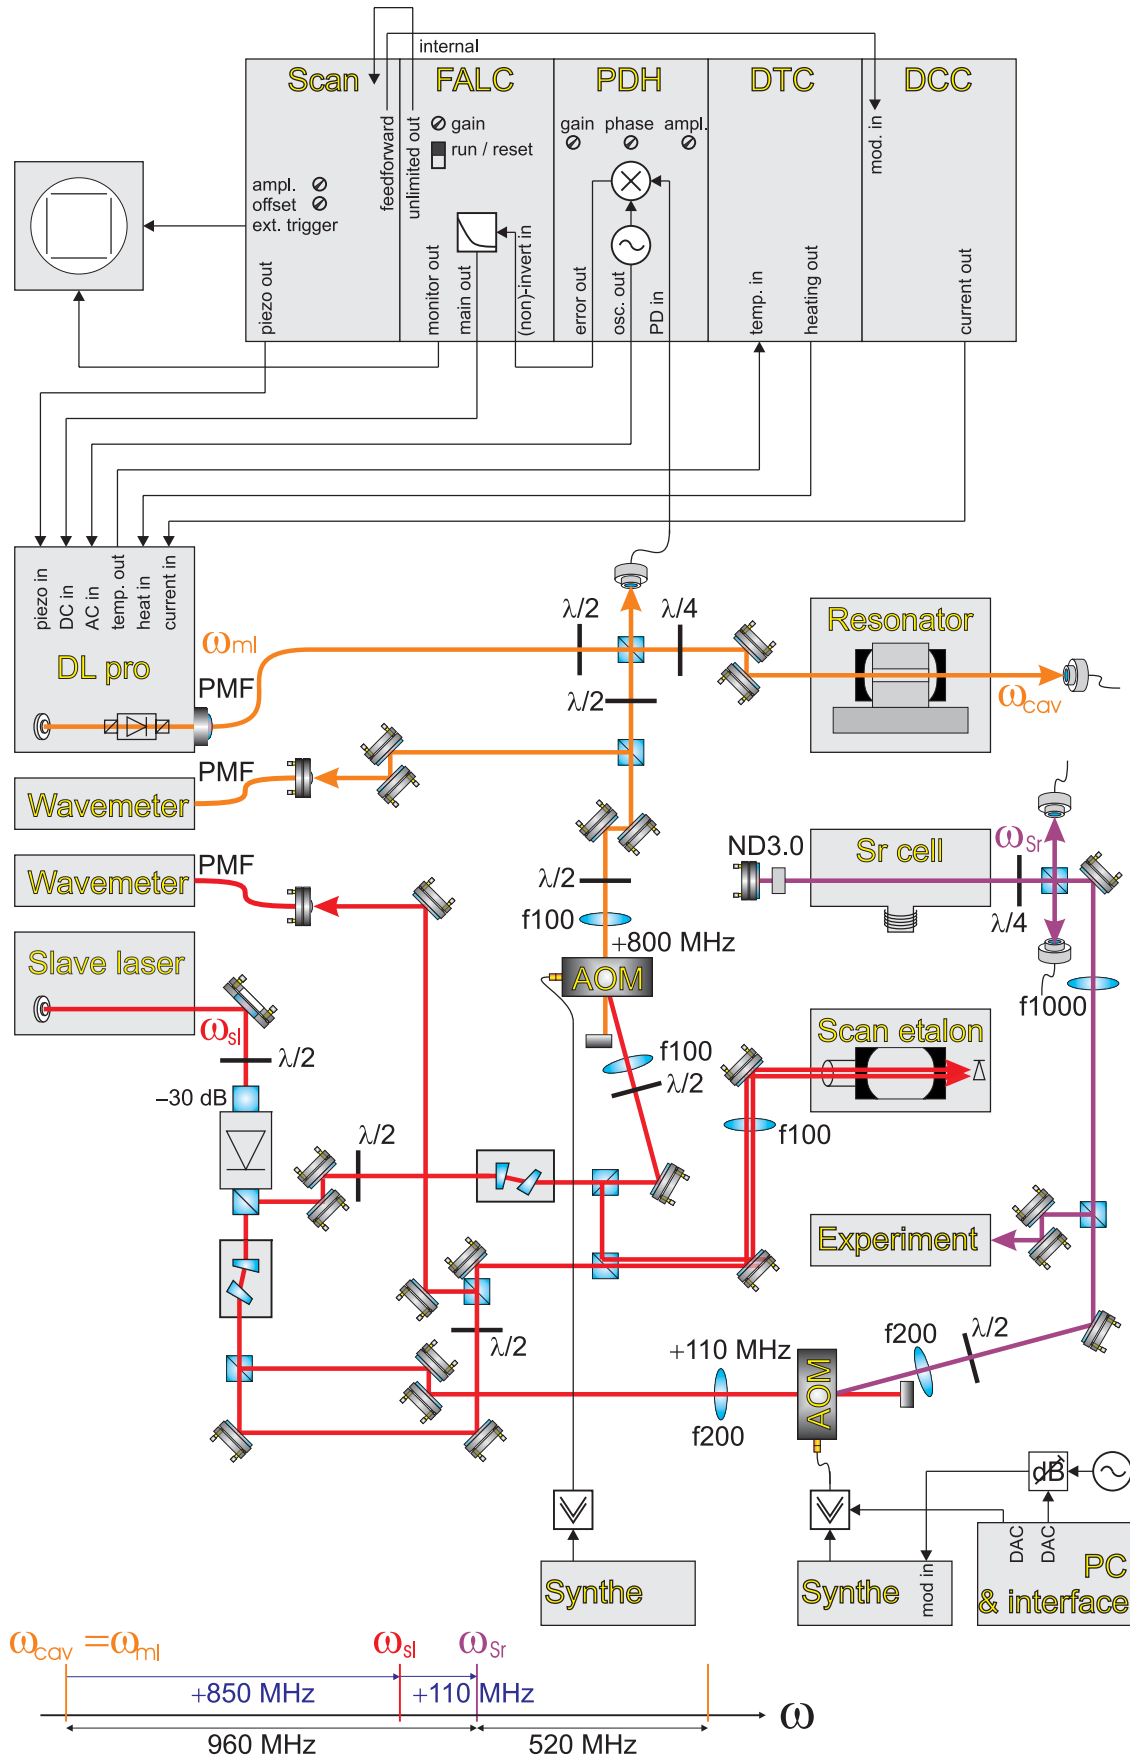 internal
Scan
FALC
PDH
DTC
DCC
feedforward
unlimited out
gain
run / reset
gain phase ampl.
mod. in
ampl.
offset
ext. trigger
piezo out
monitor out
main out
(non)-invert in
error out
osc. out
PD in
temp. in
heating out
current out
piezo in
DC in
AC in
temp. out
heat in
current in
DL pro
ωml
PMF
λ/2
λ/4
λ/2
Resonator
ωcav
Wavemeter
PMF
Wavemeter
PMF
λ/2
f100
+800 MHz
AOM
ND3.0
Sr cell
ωSr
λ/4
f1000
Slave laser
ωsl
λ/2
–30 dB
f100
λ/2
Scan etalon
f100
λ/2
Experiment
λ/2
+110 MHz
f200
AOM
f200
λ/2
dB
DAC
DAC
PC
& interface
Synthe
Synthe
mod in
ωcav = ωml
ωsl
ωSr
+850 MHz
+110 MHz
ω
960 MHz
520 MHz